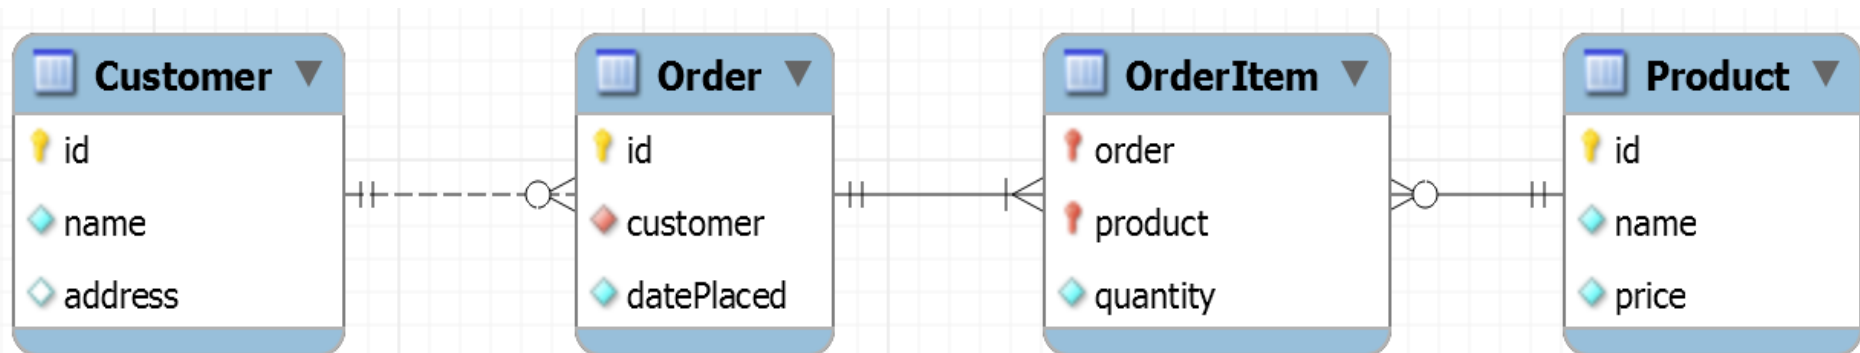 Customer
id
name
address
Order
id
customer
datePlaced
OrderItem
order
product
quantity
Product
id
name
price